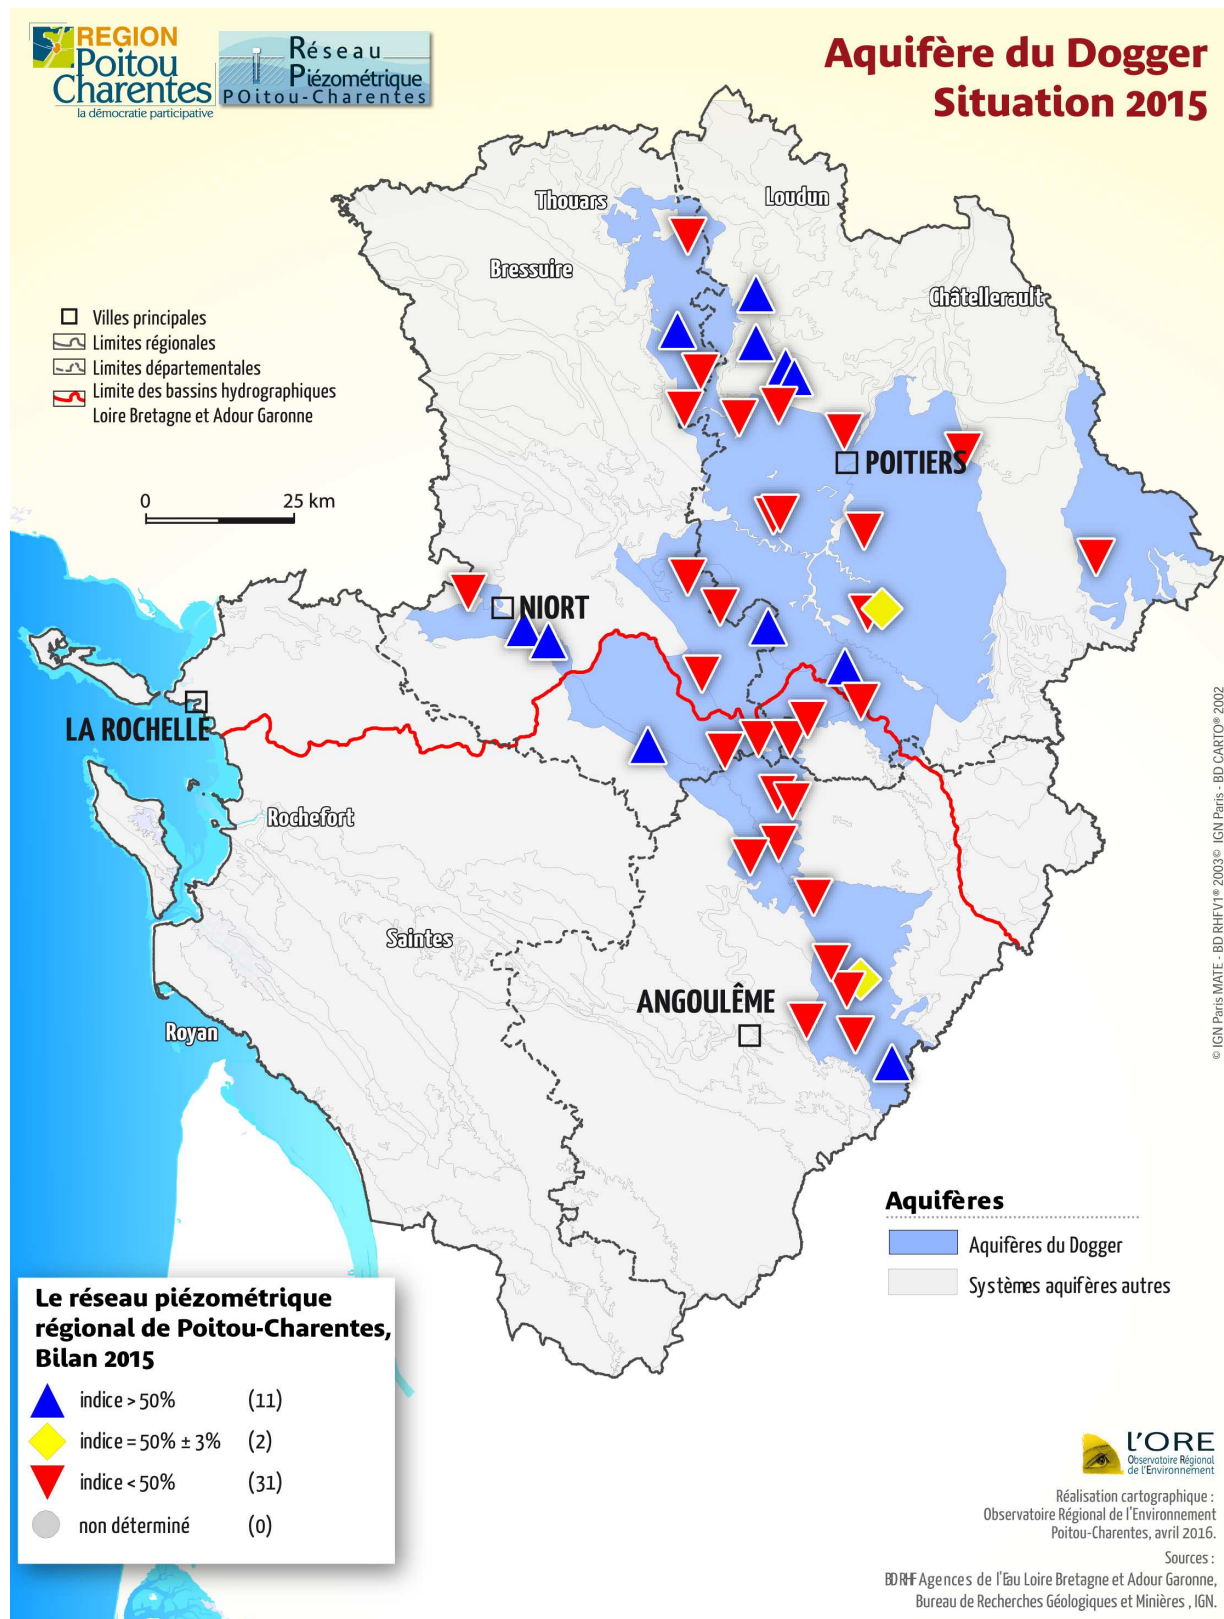 REGION
Poitou
Charentes
la démocratie participative
Réseau
Piézométrique
POitou-Charentes
Aquifère du Dogger
Situation 2015
Thouars
Loudun
Bressuire
Châtellerault
Villes principales
Limites régionales
Limites départementales
Limite des bassins hydrographiques
Loire Bretagne et Adour Garonne
0 25 km
POITIERS
NIORT
LA ROCHELLE
Rochefort
Saintes
ANGOULÊME
Royan
© IGN Paris MATE - BD RHFV1® 2003© IGN Paris - BD CARTO® 2002
Aquifères
Aquifères du Dogger
Systèmes aquifères autres
Le réseau piézométrique
régional de Poitou-Charentes,
Bilan 2015
indice > 50% (11)
indice = 50% ± 3% (2)
indice < 50% (31)
non déterminé (0)
L'ORE
Observatoire Régional
de l'Environnement
Réalisation cartographique :
Observatoire Régional de l'Environnement
Poitou-Charentes, avril 2016.
Sources :
BD RHF Agences de l'Eau Loire Bretagne et Adour Garonne,
Bureau de Recherches Géologiques et Minières , IGN.